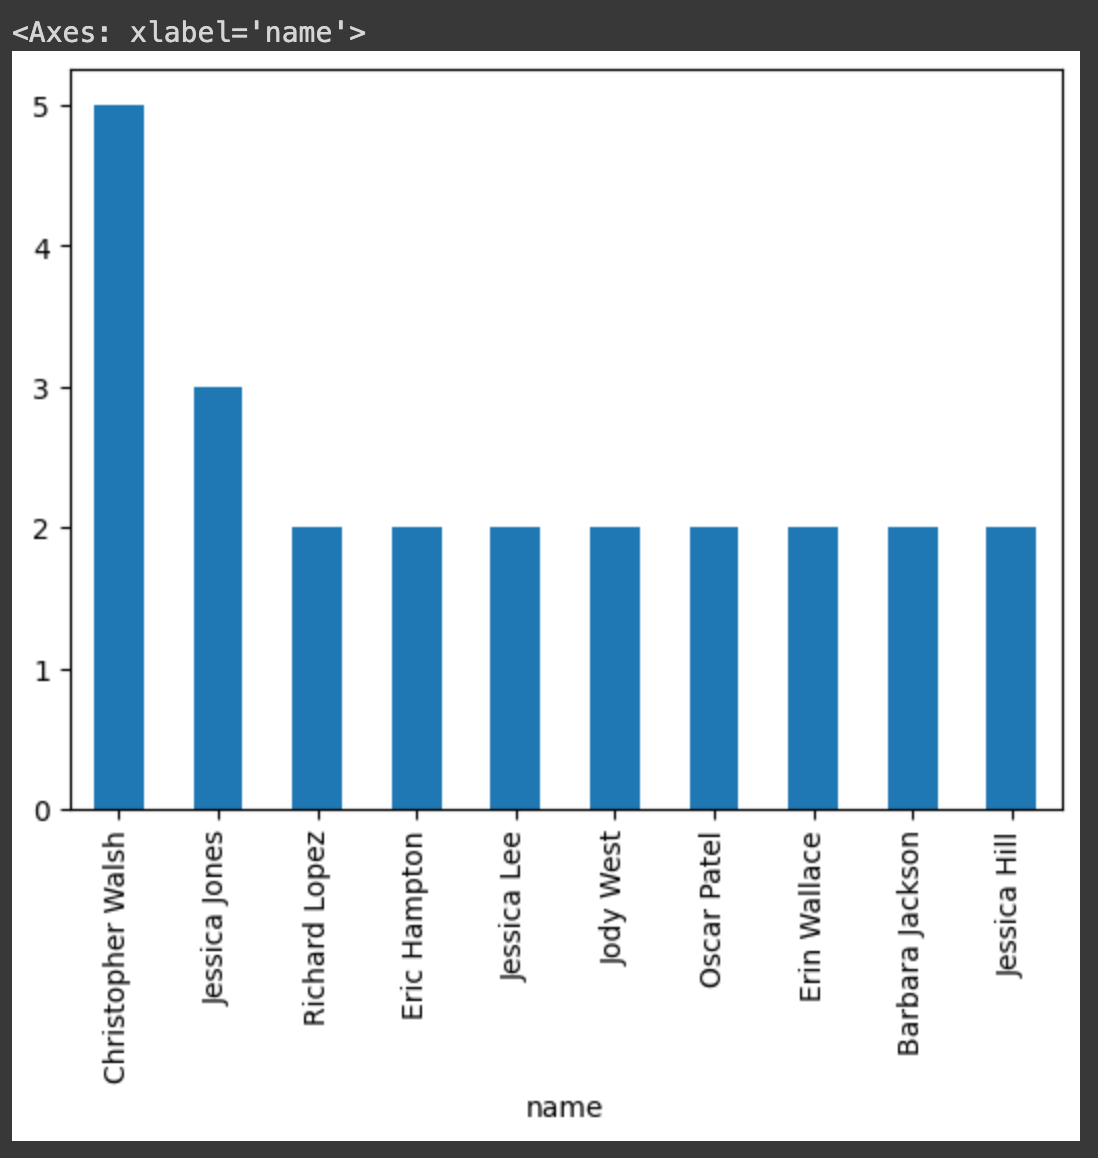 <Axes: xlabel='name'>
5
4
3
2
1
0
Christopher Walsh
Jessica Jones
Richard Lopez
Eric Hampton
Jessica Lee
Jody West
Oscar Patel
Erin Wallace
Barbara Jackson
Jessica Hill
name